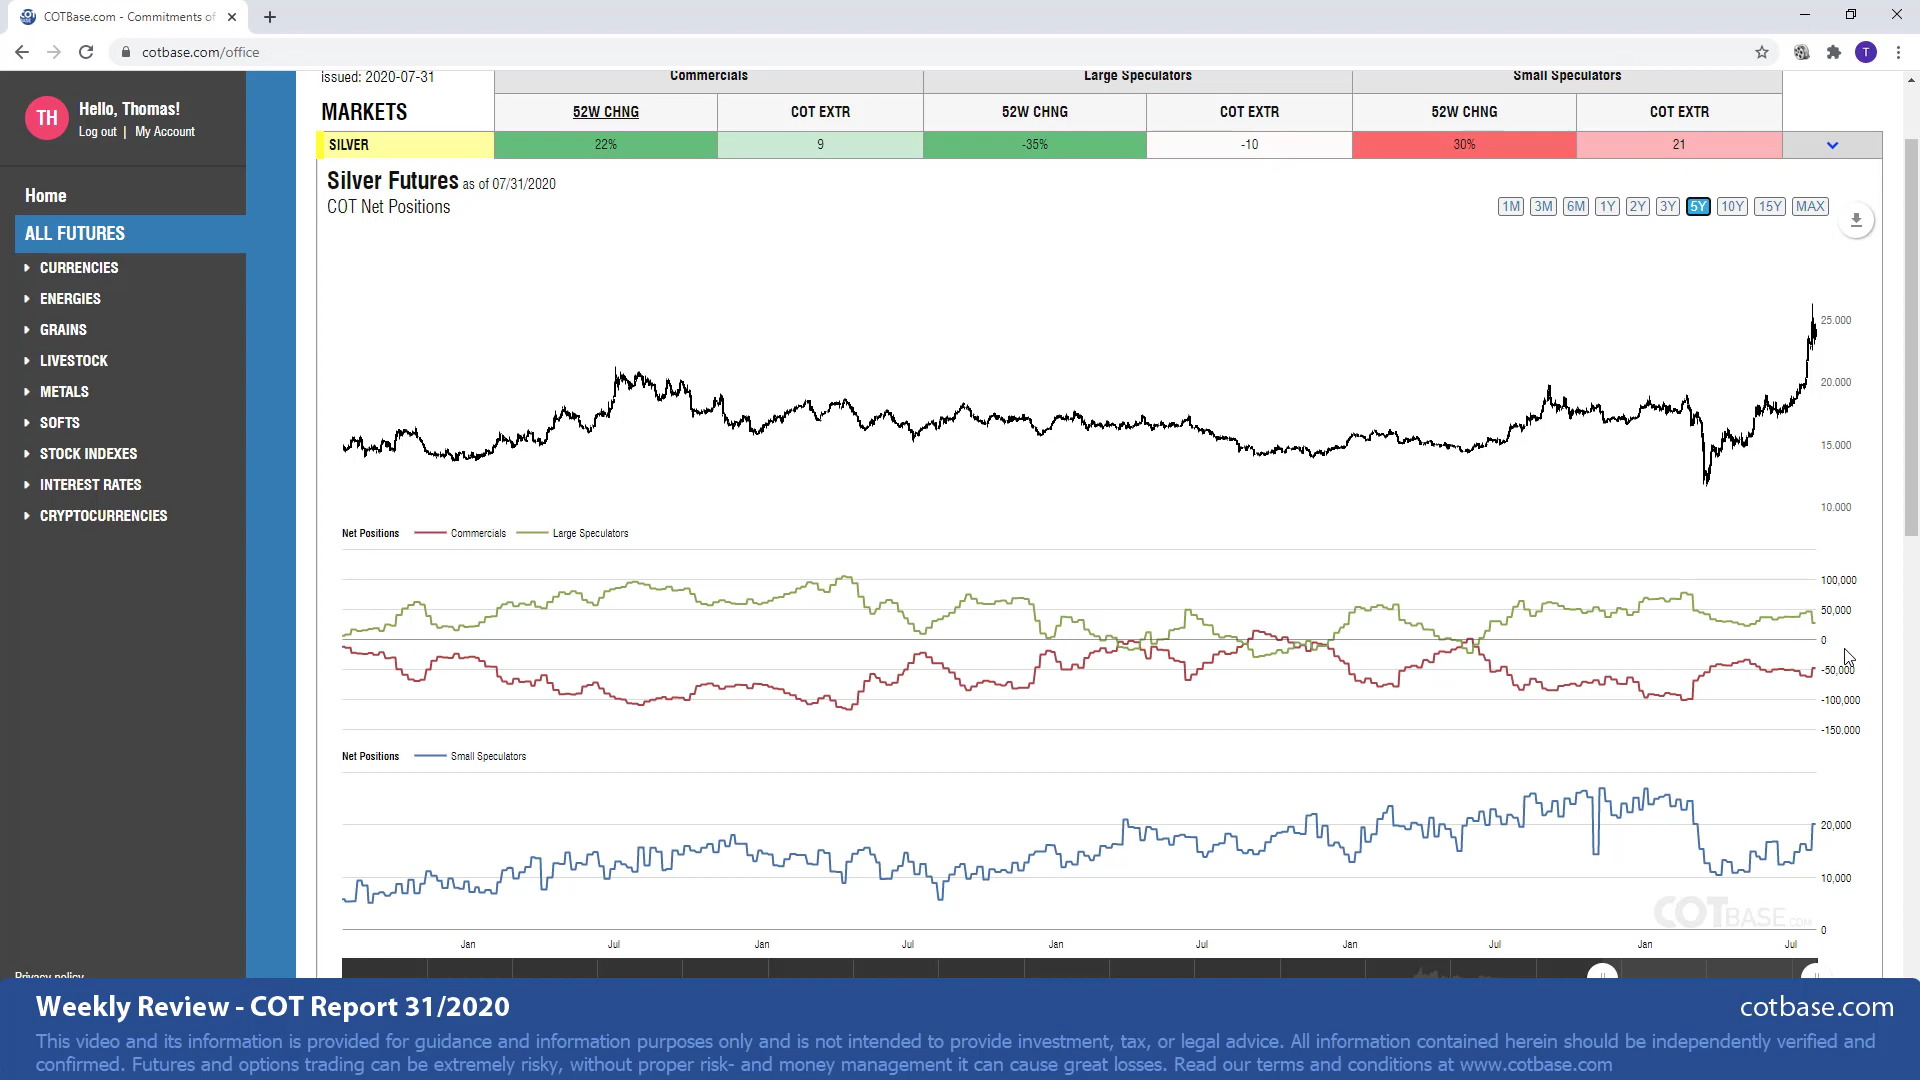 COTBase.com - Commitments of
cotbase.com/office
T
issued: 2020-07-31
Commercials Large Speculators Small Speculators
TH Hello, Thomas!
Log out | My Account
MARKETS 52W CHNG COT EXTR 52W CHNG COT EXTR 52W CHNG COT EXTR
SILVER 22% 9 -35% -10 30% 21
Home
ALL FUTURES
CURRENCIES
ENERGIES
GRAINS
LIVESTOCK
METALS
SOFTS
STOCK INDEXES
INTEREST RATES
CRYPTOCURRENCIES
Privacy policy
Silver Futures as of 07/31/2020
COT Net Positions
1M 3M 6M 1Y 2Y 3Y 5Y 10Y 15Y MAX
25.000
20.000
15.000
10.000
Net Positions Commercials Large Speculators
100,000
50,000
0
-50,000
-100,000
-150,000
Net Positions Small Speculators
20,000
10,000
COTBASE.COM
0
Jan Jul Jan Jul Jan Jul Jan Jul Jan Jul
Weekly Review - COT Report 31/2020
cotbase.com
This video and its information is provided for guidance and information purposes only and is not intended to provide investment, tax, or legal advice. All information contained herein should be independently verified and
confirmed. Futures and options trading can be extremely risky, without proper risk- and money management it can cause great losses. Read our terms and conditions at www.cotbase.com